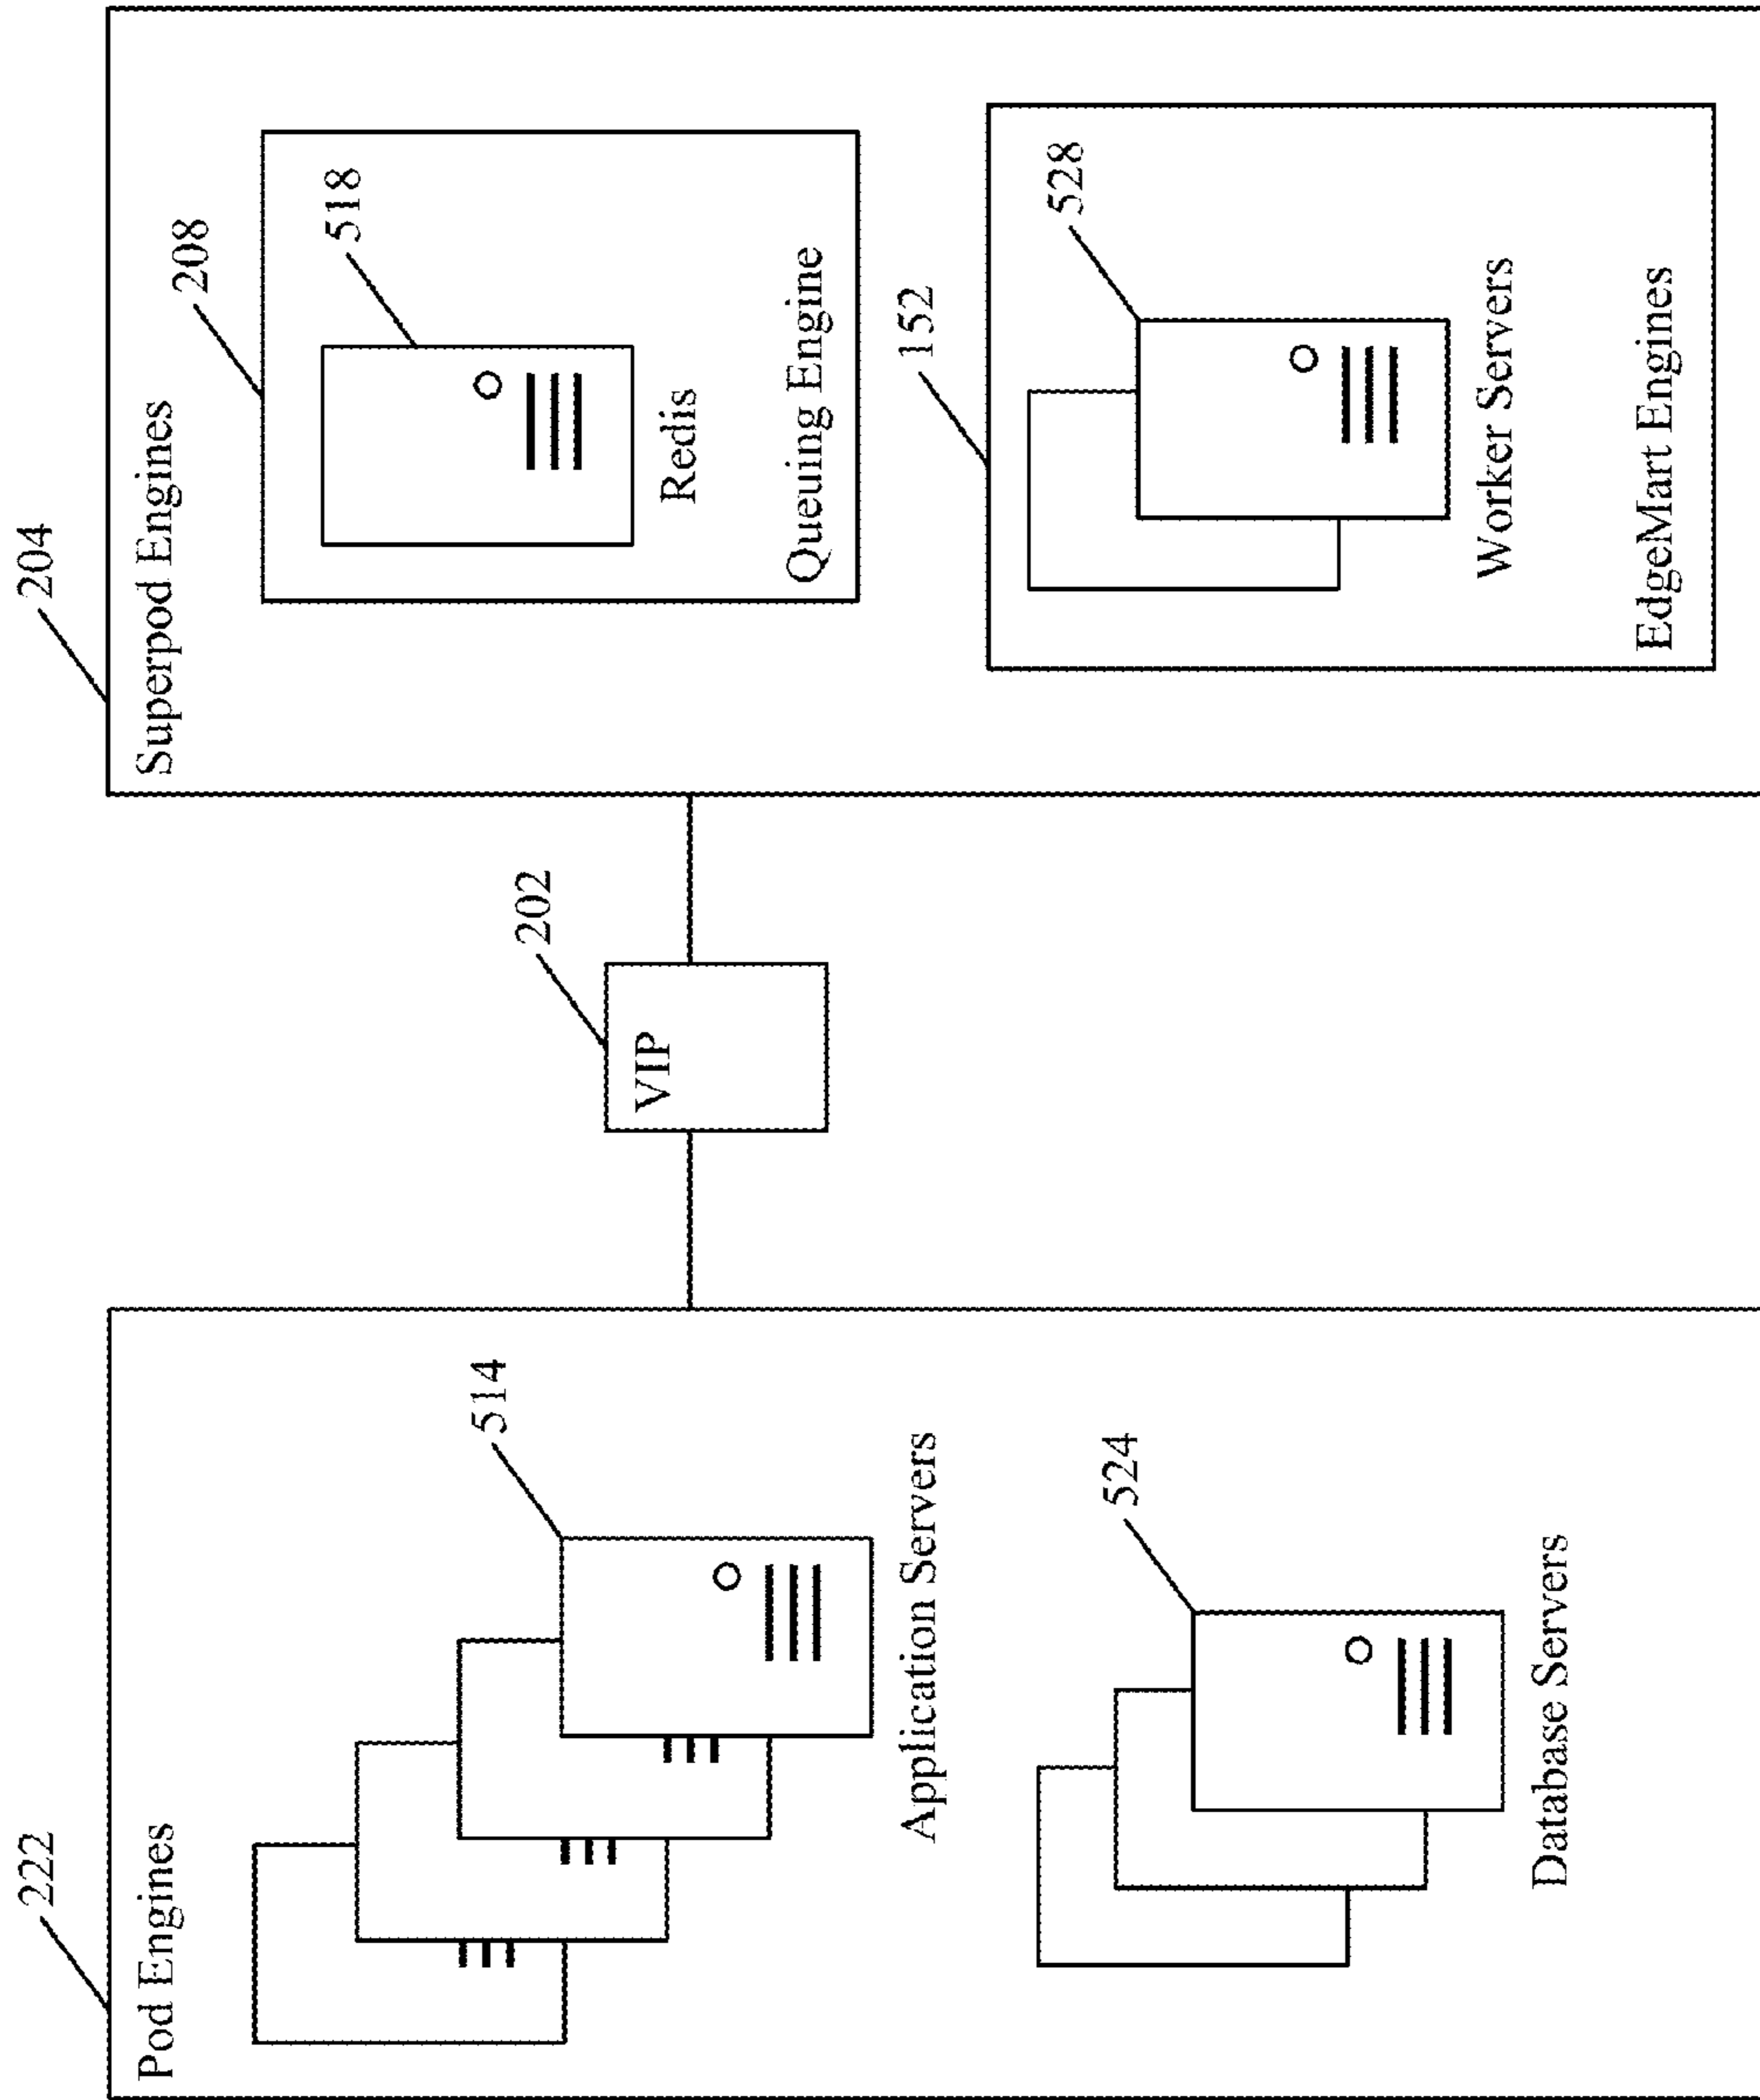 222
Pod Engines
514
Application Servers
524
Database Servers
202
VIP
204
Superpod Engines
208
518
Redis
Queuing Engine
152
528
Worker Servers
EdgeMart Engines